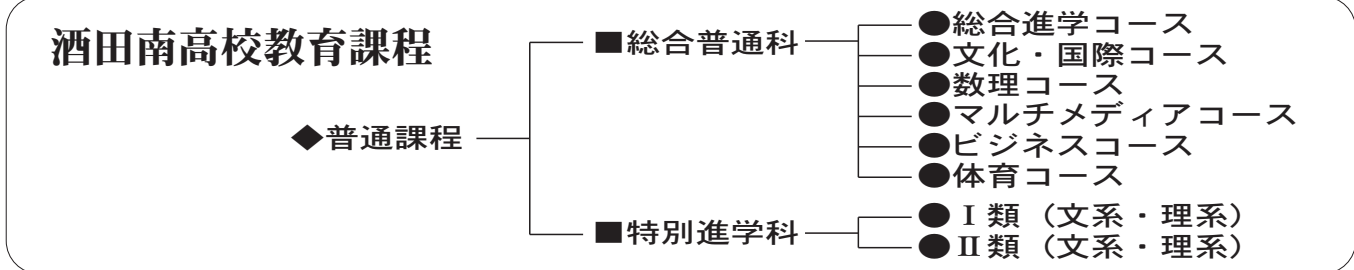 酒田南高校教育課程
◆普通課程
■総合普通科
●総合進学コース
●文化・国際コース
●数理コース
●マルチメディアコース
●ビジネスコース
●体育コース
■特別進学科
●Ⅰ類（文系・理系）
●Ⅱ類（文系・理系）